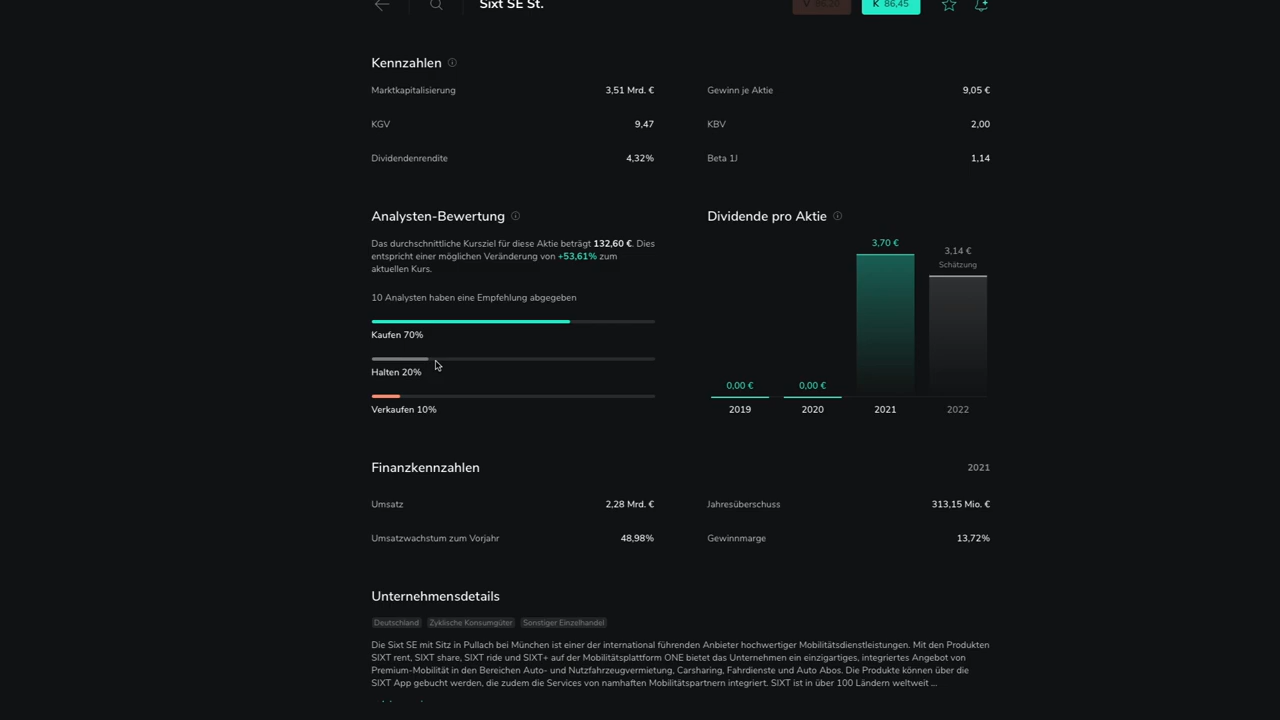 Sixt SE St.
V 86,20
K 86,45
Kennzahlen
Marktkapitalisierung 3,51 Mrd. €
Gewinn je Aktie 9,05 €
KGV 9,47
KBV 2,00
Dividendenrendite 4,32%
Beta 1J 1,14
Analysten-Bewertung
Das durchschnittliche Kursziel für diese Aktie beträgt 132,60 €. Dies
entspricht einer möglichen Veränderung von +53,61% zum
aktuellen Kurs.
10 Analysten haben eine Empfehlung abgegeben
Kaufen 70%
Halten 20%
Verkaufen 10%
Dividende pro Aktie
3,70 €
3,14 €
Schätzung
0,00 €
0,00 €
2019
2020
2021
2022
Finanzkennzahlen
2021
Umsatz 2,28 Mrd. €
Jahresüberschuss 313,15 Mio. €
Umsatzwachstum zum Vorjahr 48,98%
Gewinnmarge 13,72%
Unternehmensdetails
Deutschland
Zyklische Konsumgüter
Sonstiger Einzelhandel
Die Sixt SE mit Sitz in Pullach bei München ist einer der international führenden Anbieter hochwertiger Mobilitätsdienstleistungen. Mit den Produkten
SIXT rent, SIXT share, SIXT ride und SIXT+ auf der Mobilitätsplattform ONE bietet das Unternehmen ein einzigartiges, integriertes Angebot von
Premium-Mobilität in den Bereichen Auto- und Nutzfahrzeugvermietung, Carsharing, Fahrdienste und Auto Abos. Die Produkte können über die
SIXT App gebucht werden, die zudem die Services von namhaften Mobilitätspartnern integriert. SIXT ist in über 100 Ländern weltweit ...